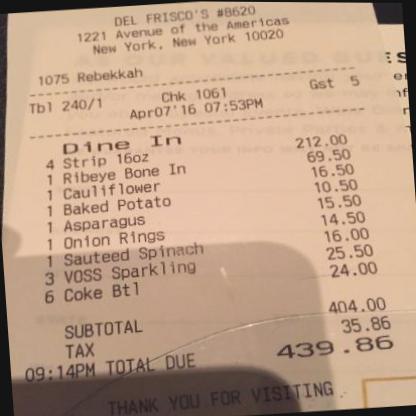 DEL FRISCO'S #8620
1221 Avenue of the Americas
New York, New York 10020
1075 Rebekkah
Tbl 240/1 Chk 1061 Gst 5
Apr07'16 07:53PM
Dine In
4 Strip 16oz 212.00
1 Ribeye Bone In 69.50
1 Cauliflower 16.50
1 Baked Potato 10.50
1 Asparagus 15.50
1 Onion Rings 14.50
1 Sauteed Spinach 16.00
3 VOSS Sparkling 25.50
6 Coke Btl 24.00
SUBTOTAL 404.00
TAX 35.86
09:14PM TOTAL DUE 439.86
THANK YOU FOR VISITING